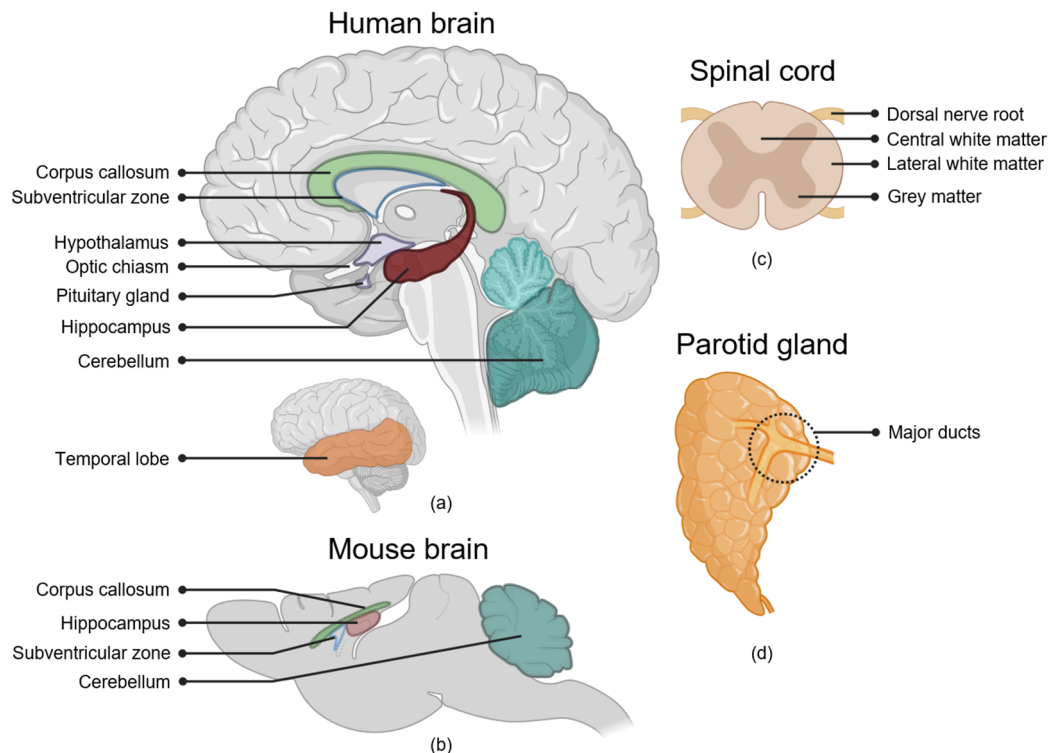 Human brain
Corpus callosum
Subventricular zone
Hypothalamus
Optic chiasm
Pituitary gland
Hippocampus
Cerebellum
Temporal lobe
(a)
Mouse brain
Corpus callosum
Hippocampus
Subventricular zone
Cerebellum
(b)
Spinal cord
Dorsal nerve root
Central white matter
Lateral white matter
Grey matter
(c)
Parotid gland
Major ducts
(d)